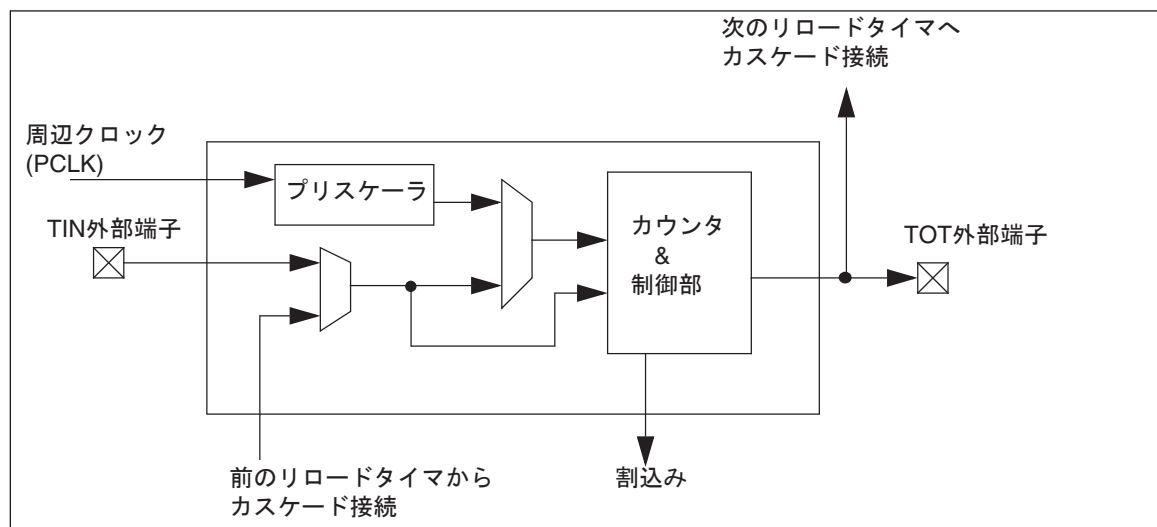 次のリロードタイマへ
カスケード接続
周辺クロック
(PCLK)
プリスケーラ
TIN外部端子
カウンタ
&
制御部
TOT外部端子
前のリロードタイマから
カスケード接続
割込み